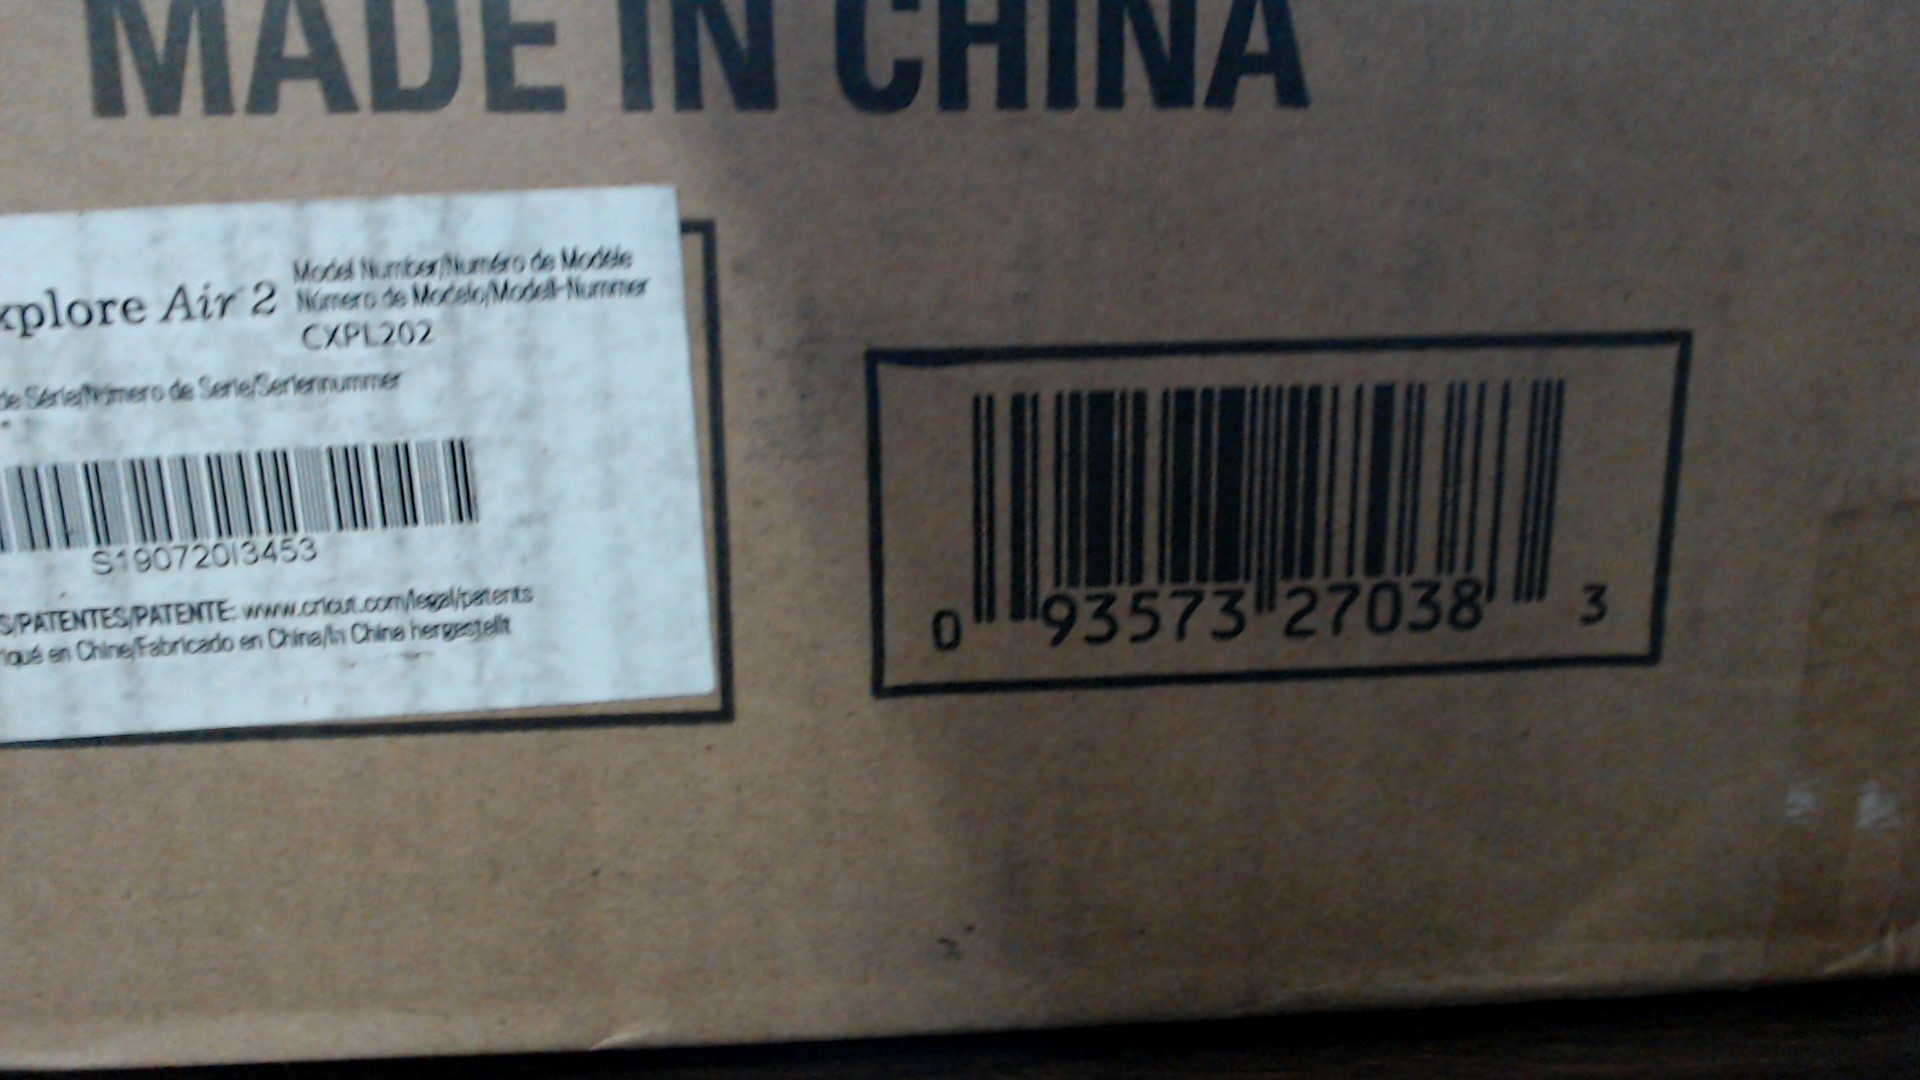 MADE IN CHINA
xplore Air 2
Model Number/Numéro de Modèle
Número de Modelo/Modell-Nummer
CXPL202
de Série/Número de Serie/Seriennummer
S19072013453
S/PATENTES/PATENTE: www.cricut.com/legal/patents
riqué en Chine/Fabricado en China/In China hergestellt
0 93573 27038 3